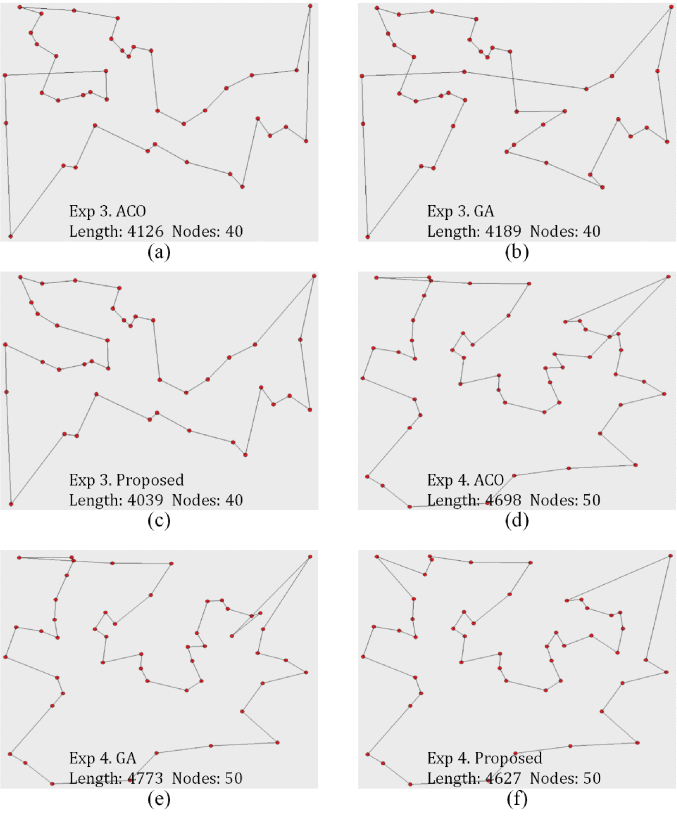 Exp 3. ACO
Length: 4126 Nodes: 40
(a)
Exp 3. GA
Length: 4189 Nodes: 40
(b)
Exp 3. Proposed
Length: 4039 Nodes: 40
(c)
Exp 4. ACO
Length: 4698 Nodes: 50
(d)
Exp 4. GA
Length: 4773 Nodes: 50
(e)
Exp 4. Proposed
Length: 4627 Nodes: 50
(f)